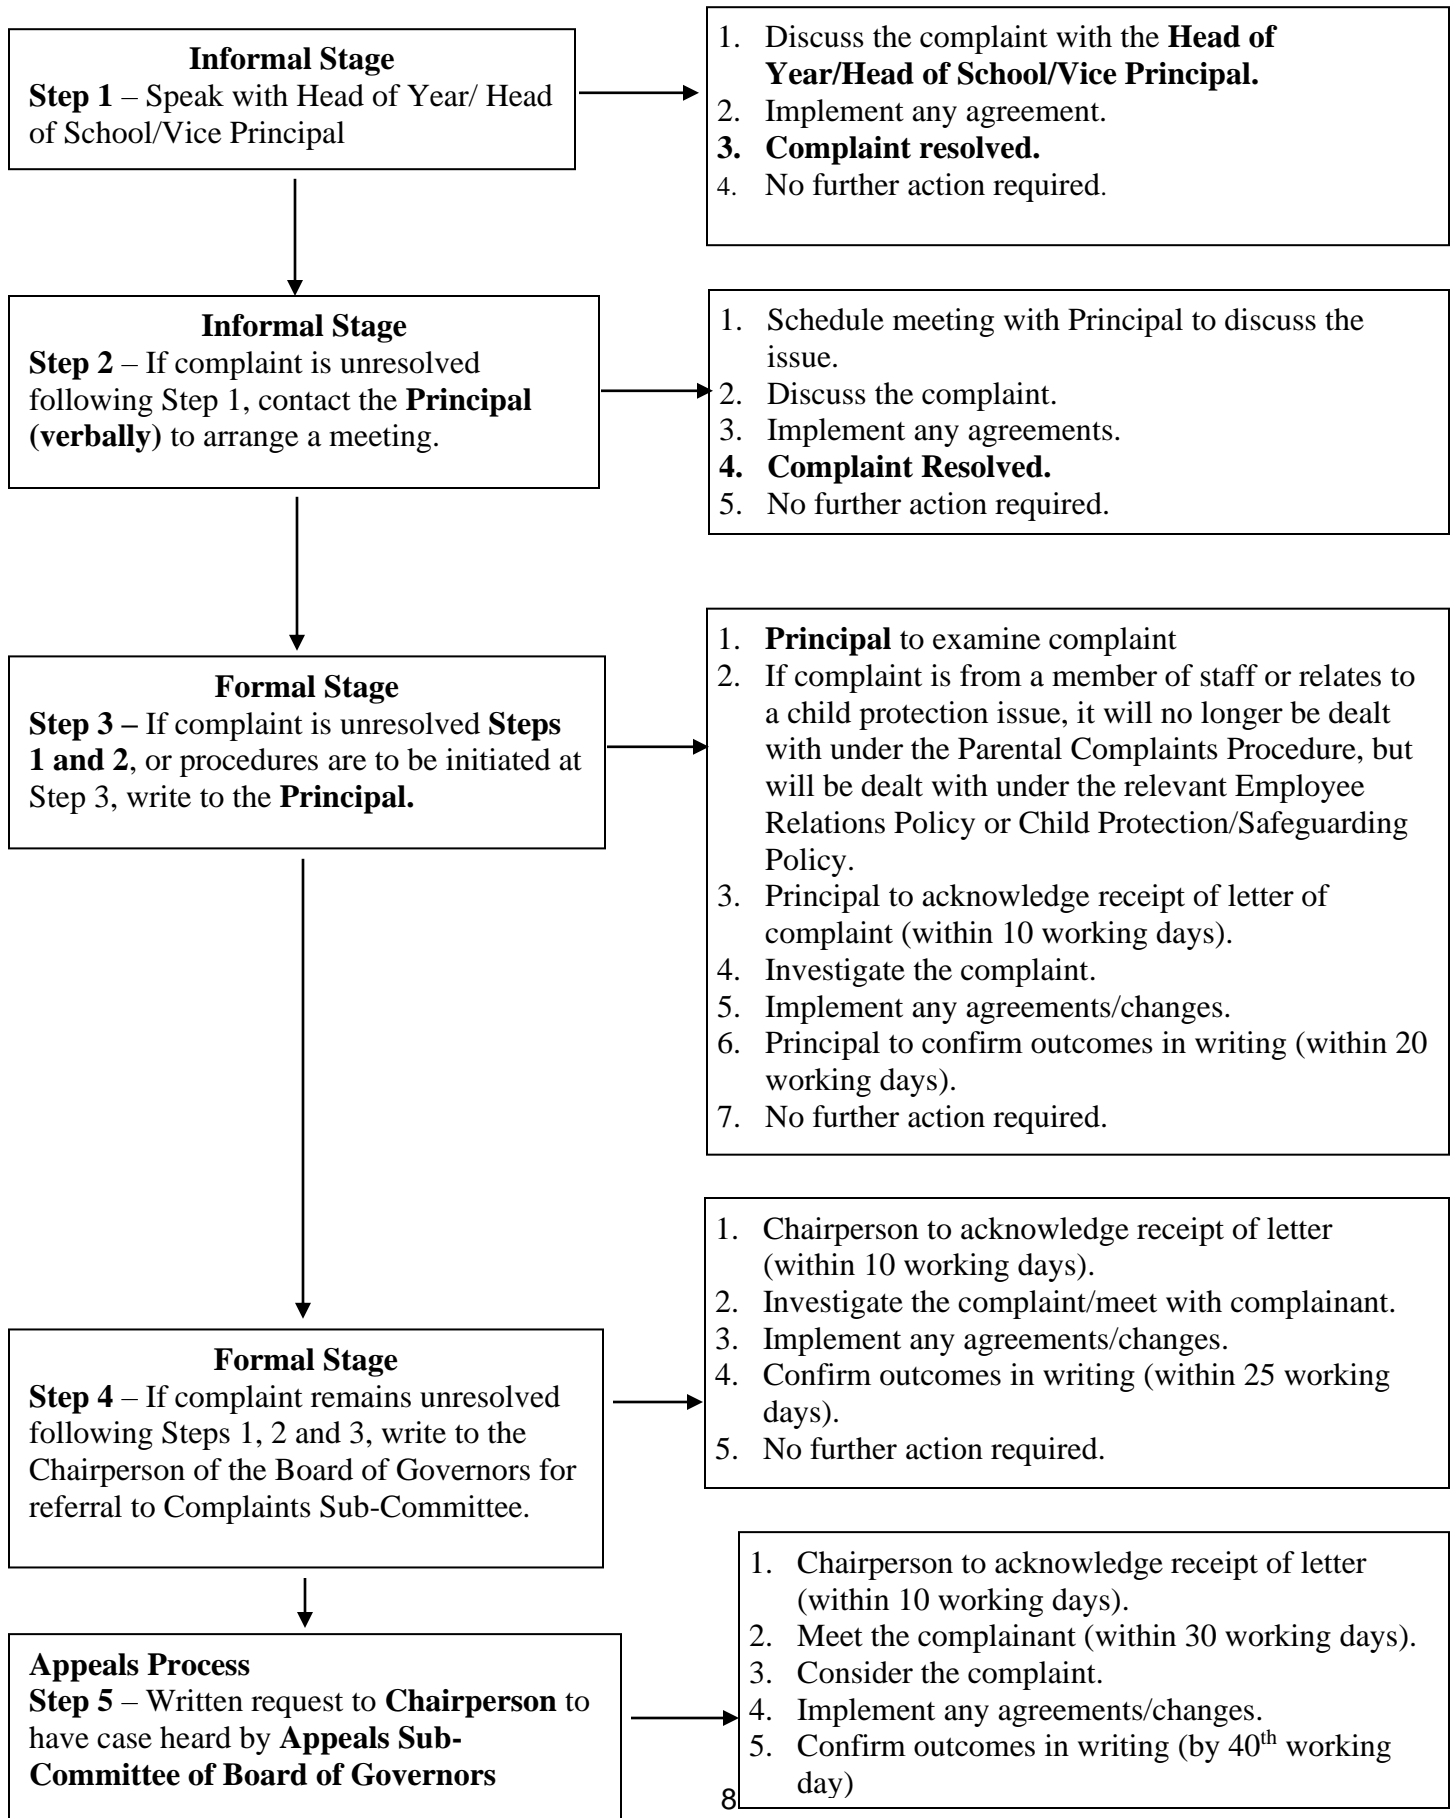 Informal Stage
Step 1 – Speak with Head of Year/ Head
of School/Vice Principal
1. Discuss the complaint with the Head of
Year/Head of School/Vice Principal.
2. Implement any agreement.
3. Complaint resolved.
4. No further action required.
Informal Stage
Step 2 – If complaint is unresolved
following Step 1, contact the Principal
(verbally) to arrange a meeting.
1. Schedule meeting with Principal to discuss the
issue.
2. Discuss the complaint.
3. Implement any agreements.
4. Complaint Resolved.
5. No further action required.
Formal Stage
Step 3 – If complaint is unresolved Steps
1 and 2, or procedures are to be initiated at
Step 3, write to the Principal.
1. Principal to examine complaint
2. If complaint is from a member of staff or relates to
a child protection issue, it will no longer be dealt
with under the Parental Complaints Procedure, but
will be dealt with under the relevant Employee
Relations Policy or Child Protection/Safeguarding
Policy.
3. Principal to acknowledge receipt of letter of
complaint (within 10 working days).
4. Investigate the complaint.
5. Implement any agreements/changes.
6. Principal to confirm outcomes in writing (within 20
working days).
7. No further action required.
Formal Stage
Step 4 – If complaint remains unresolved
following Steps 1, 2 and 3, write to the
Chairperson of the Board of Governors for
referral to Complaints Sub-Committee.
1. Chairperson to acknowledge receipt of letter
(within 10 working days).
2. Investigate the complaint/meet with complainant.
3. Implement any agreements/changes.
4. Confirm outcomes in writing (within 25 working
days).
5. No further action required.
Appeals Process
Step 5 – Written request to Chairperson to
have case heard by Appeals Sub-
Committee of Board of Governors
1. Chairperson to acknowledge receipt of letter
(within 10 working days).
2. Meet the complainant (within 30 working days).
3. Consider the complaint.
4. Implement any agreements/changes.
5. Confirm outcomes in writing (by 40th working
day)
8